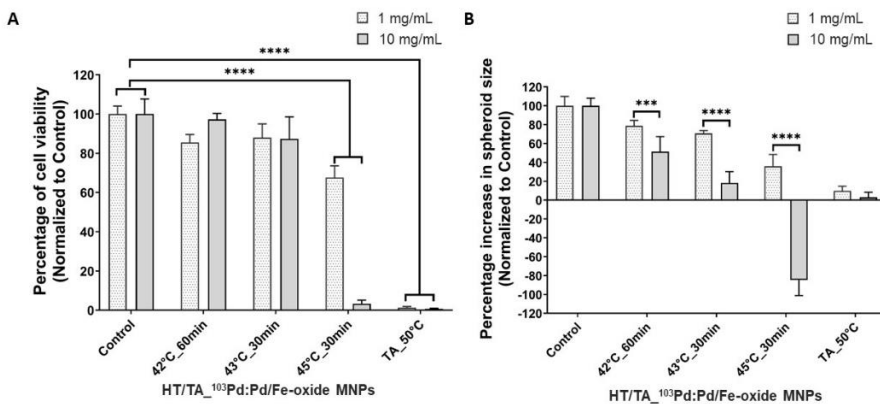 A
1 mg/mL
10 mg/mL
****
****
Percentage of cell viability
(Normalized to Control)
120
100
80
60
40
20
0
Control
42°C_60min
43°C_30min
45°C_30min
TA_50°C
HT/TA_¹⁰³Pd:Pd/Fe-oxide MNPs
B
1 mg/mL
10 mg/mL
***
****
****
Percentage increase in spheroid size
(Normalized to Control)
120
100
80
60
40
20
0
-20
-40
-60
-80
-100
-120
Control
42°C_60min
43°C_30min
45°C_30min
TA_50°C
HT/TA_¹⁰³Pd:Pd/Fe-oxide MNPs